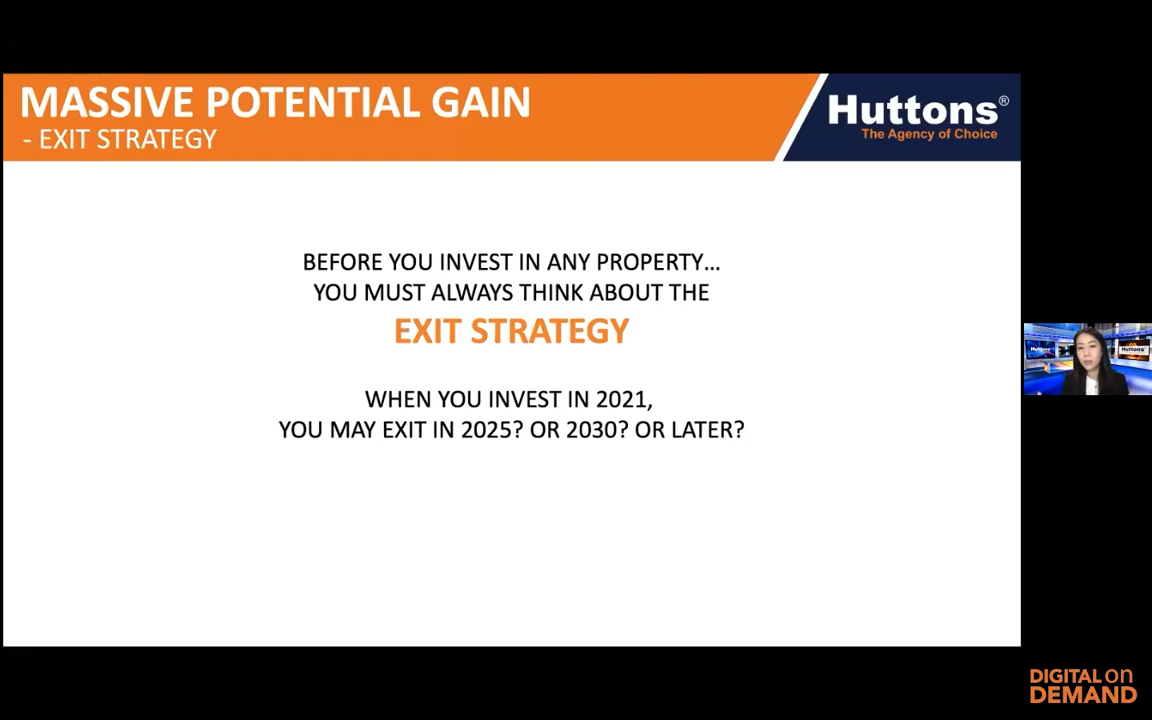 MASSIVE POTENTIAL GAIN
- EXIT STRATEGY
Huttons®
The Agency of Choice
BEFORE YOU INVEST IN ANY PROPERTY...
YOU MUST ALWAYS THINK ABOUT THE
EXIT STRATEGY
WHEN YOU INVEST IN 2021,
YOU MAY EXIT IN 2025? OR 2030? OR LATER?
Huttons
Huttons
DIGITAL on
DEMAND